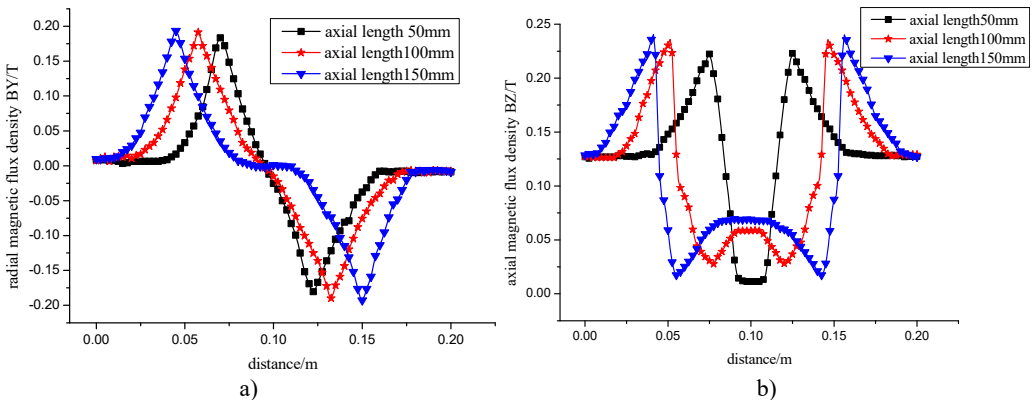 axial length 50mm
axial length100mm
axial length150mm
0.20
0.15
0.10
0.05
0.00
-0.05
-0.10
-0.15
-0.20
radial magnetic flux density BY/T
0.00 0.05 0.10 0.15 0.20
distance/m
a)
axial length50mm
axial length100mm
axial length150mm
0.25
0.20
0.15
0.10
0.05
0.00
axial magnetic flux density BZ/T
0.00 0.05 0.10 0.15 0.20
distance/m
b)